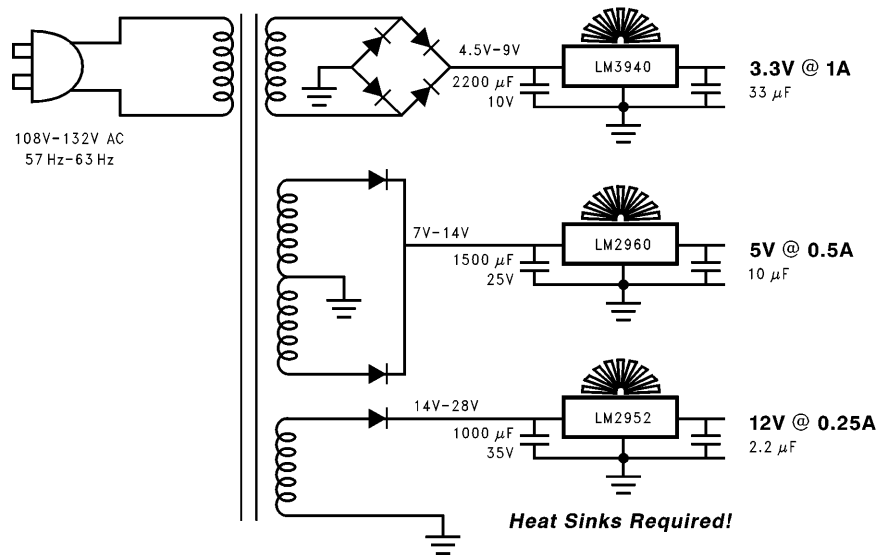 108V–132V AC
57 Hz–63 Hz
4.5V–9V
2200 μF
10V
LM3940
3.3V @ 1A
33 μF
7V–14V
1500 μF
25V
LM2960
5V @ 0.5A
10 μF
14V–28V
1000 μF
35V
LM2952
12V @ 0.25A
2.2 μF
Heat Sinks Required!